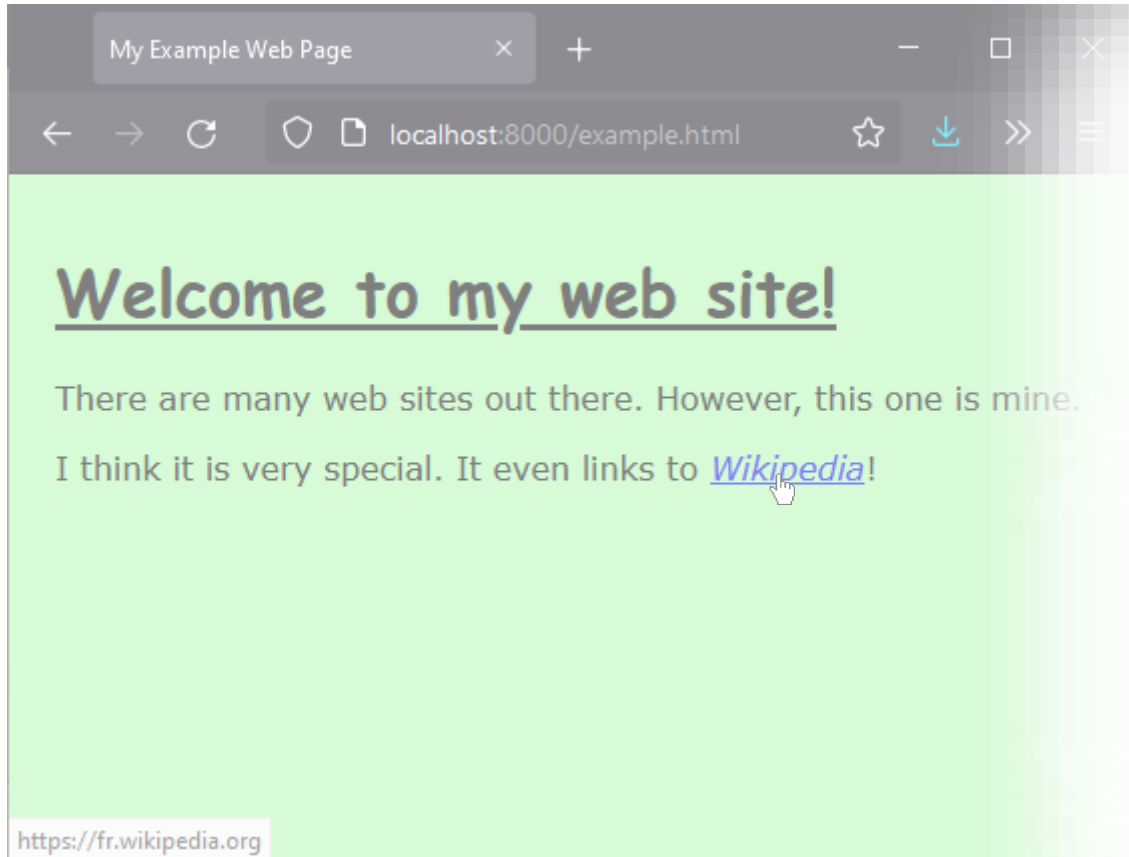 My Example Web Page
localhost:8000/example.html
Welcome to my web site!
There are many web sites out there. However, this one is mine.
I think it is very special. It even links to Wikipedia!
https://fr.wikipedia.org